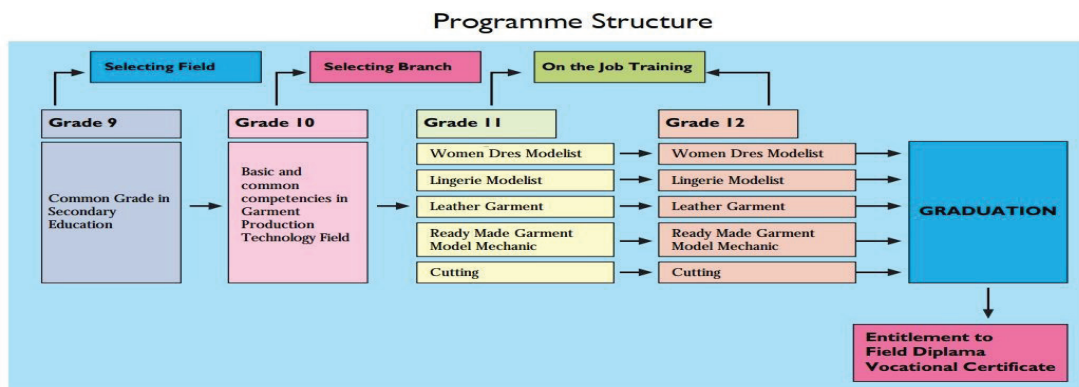 Programme Structure
Selecting Field
Selecting Branch
On the Job Training
Grade 9
Grade 10
Grade 11
Grade 12
Common Grade in
Secondary
Education
Basic and
common
competencies in
Garment
Production
Technology Field
Women Dres Modelist
Lingerie Modelist
Leather Garment
Ready Made Garment
Model Mechanic
Cutting
Women Dres Modelist
Lingerie Modelist
Leather Garment
Ready Made Garment
Model Mechanic
Cutting
GRADUATION
Entitlement to
Field Diplama
Vocational Certificate